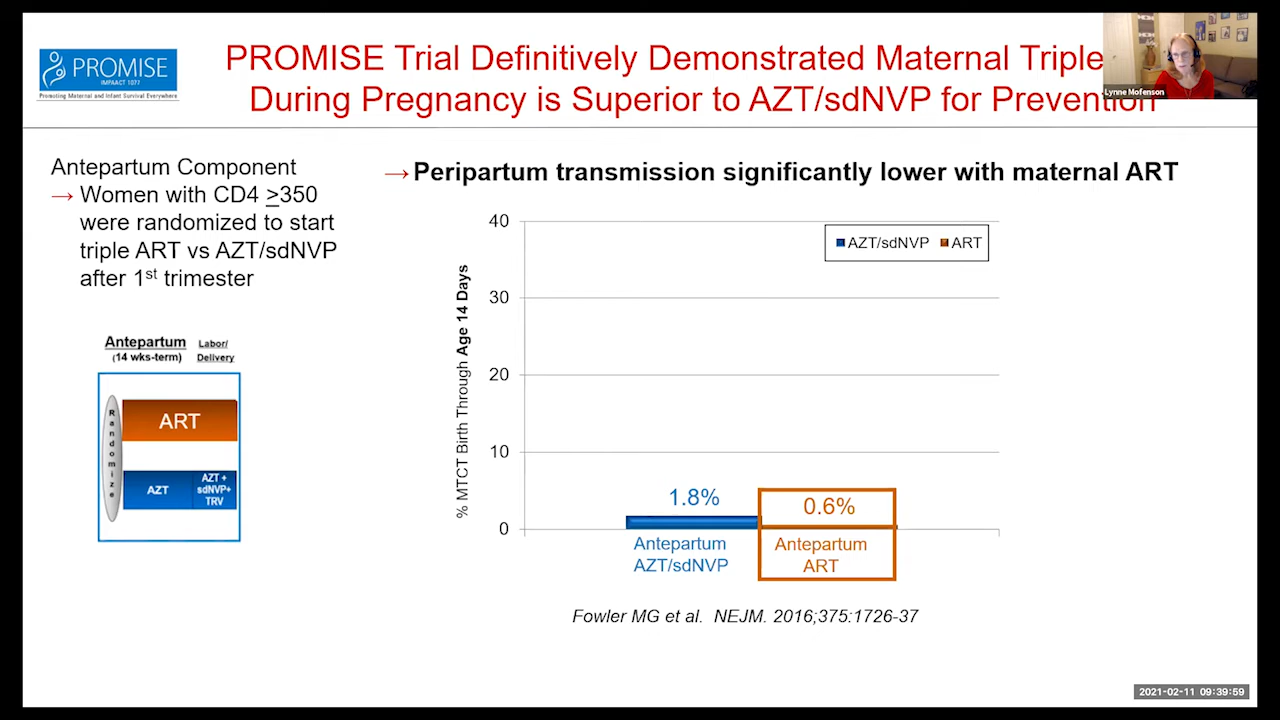 PROMISE
IMPAACT 1077
Promoting Maternal and Infant Survival Everywhere
PROMISE Trial Definitively Demonstrated Maternal Triple
During Pregnancy is Superior to AZT/sdNVP for Prevention
Lynne Mofenson
Antepartum Component
→ Women with CD4 ≥350
were randomized to start
triple ART vs AZT/sdNVP
after 1st trimester
→Peripartum transmission significantly lower with maternal ART
Antepartum
(14 wks-term)
Labor/
Delivery
Randomize
ART
AZT
AZT +
sdNVP+
TRV
% MTCT Birth Through Age 14 Days
40
30
20
10
0
AZT/sdNVP ART
1.8%
0.6%
Antepartum
AZT/sdNVP
Antepartum
ART
Fowler MG et al. NEJM. 2016;375:1726-37
2021-02-11 09:39:59